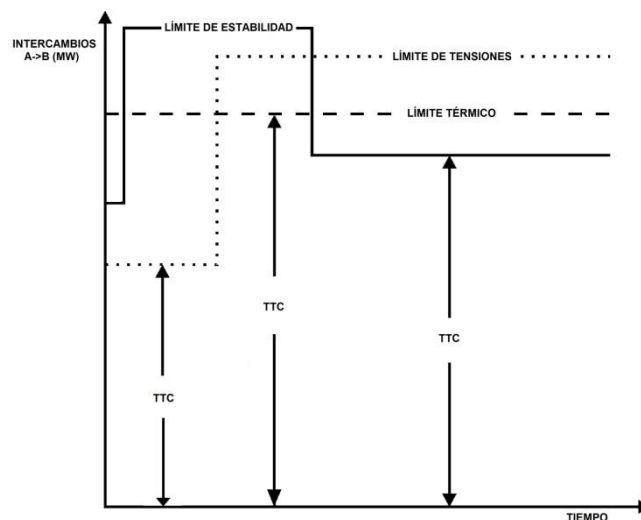 LÍMITE DE ESTABILIDAD
INTERCAMBIOS
A->B (MW)
LÍMITE DE TENSIONES
LÍMITE TÉRMICO
TTC
TTC
TTC
TIEMPO